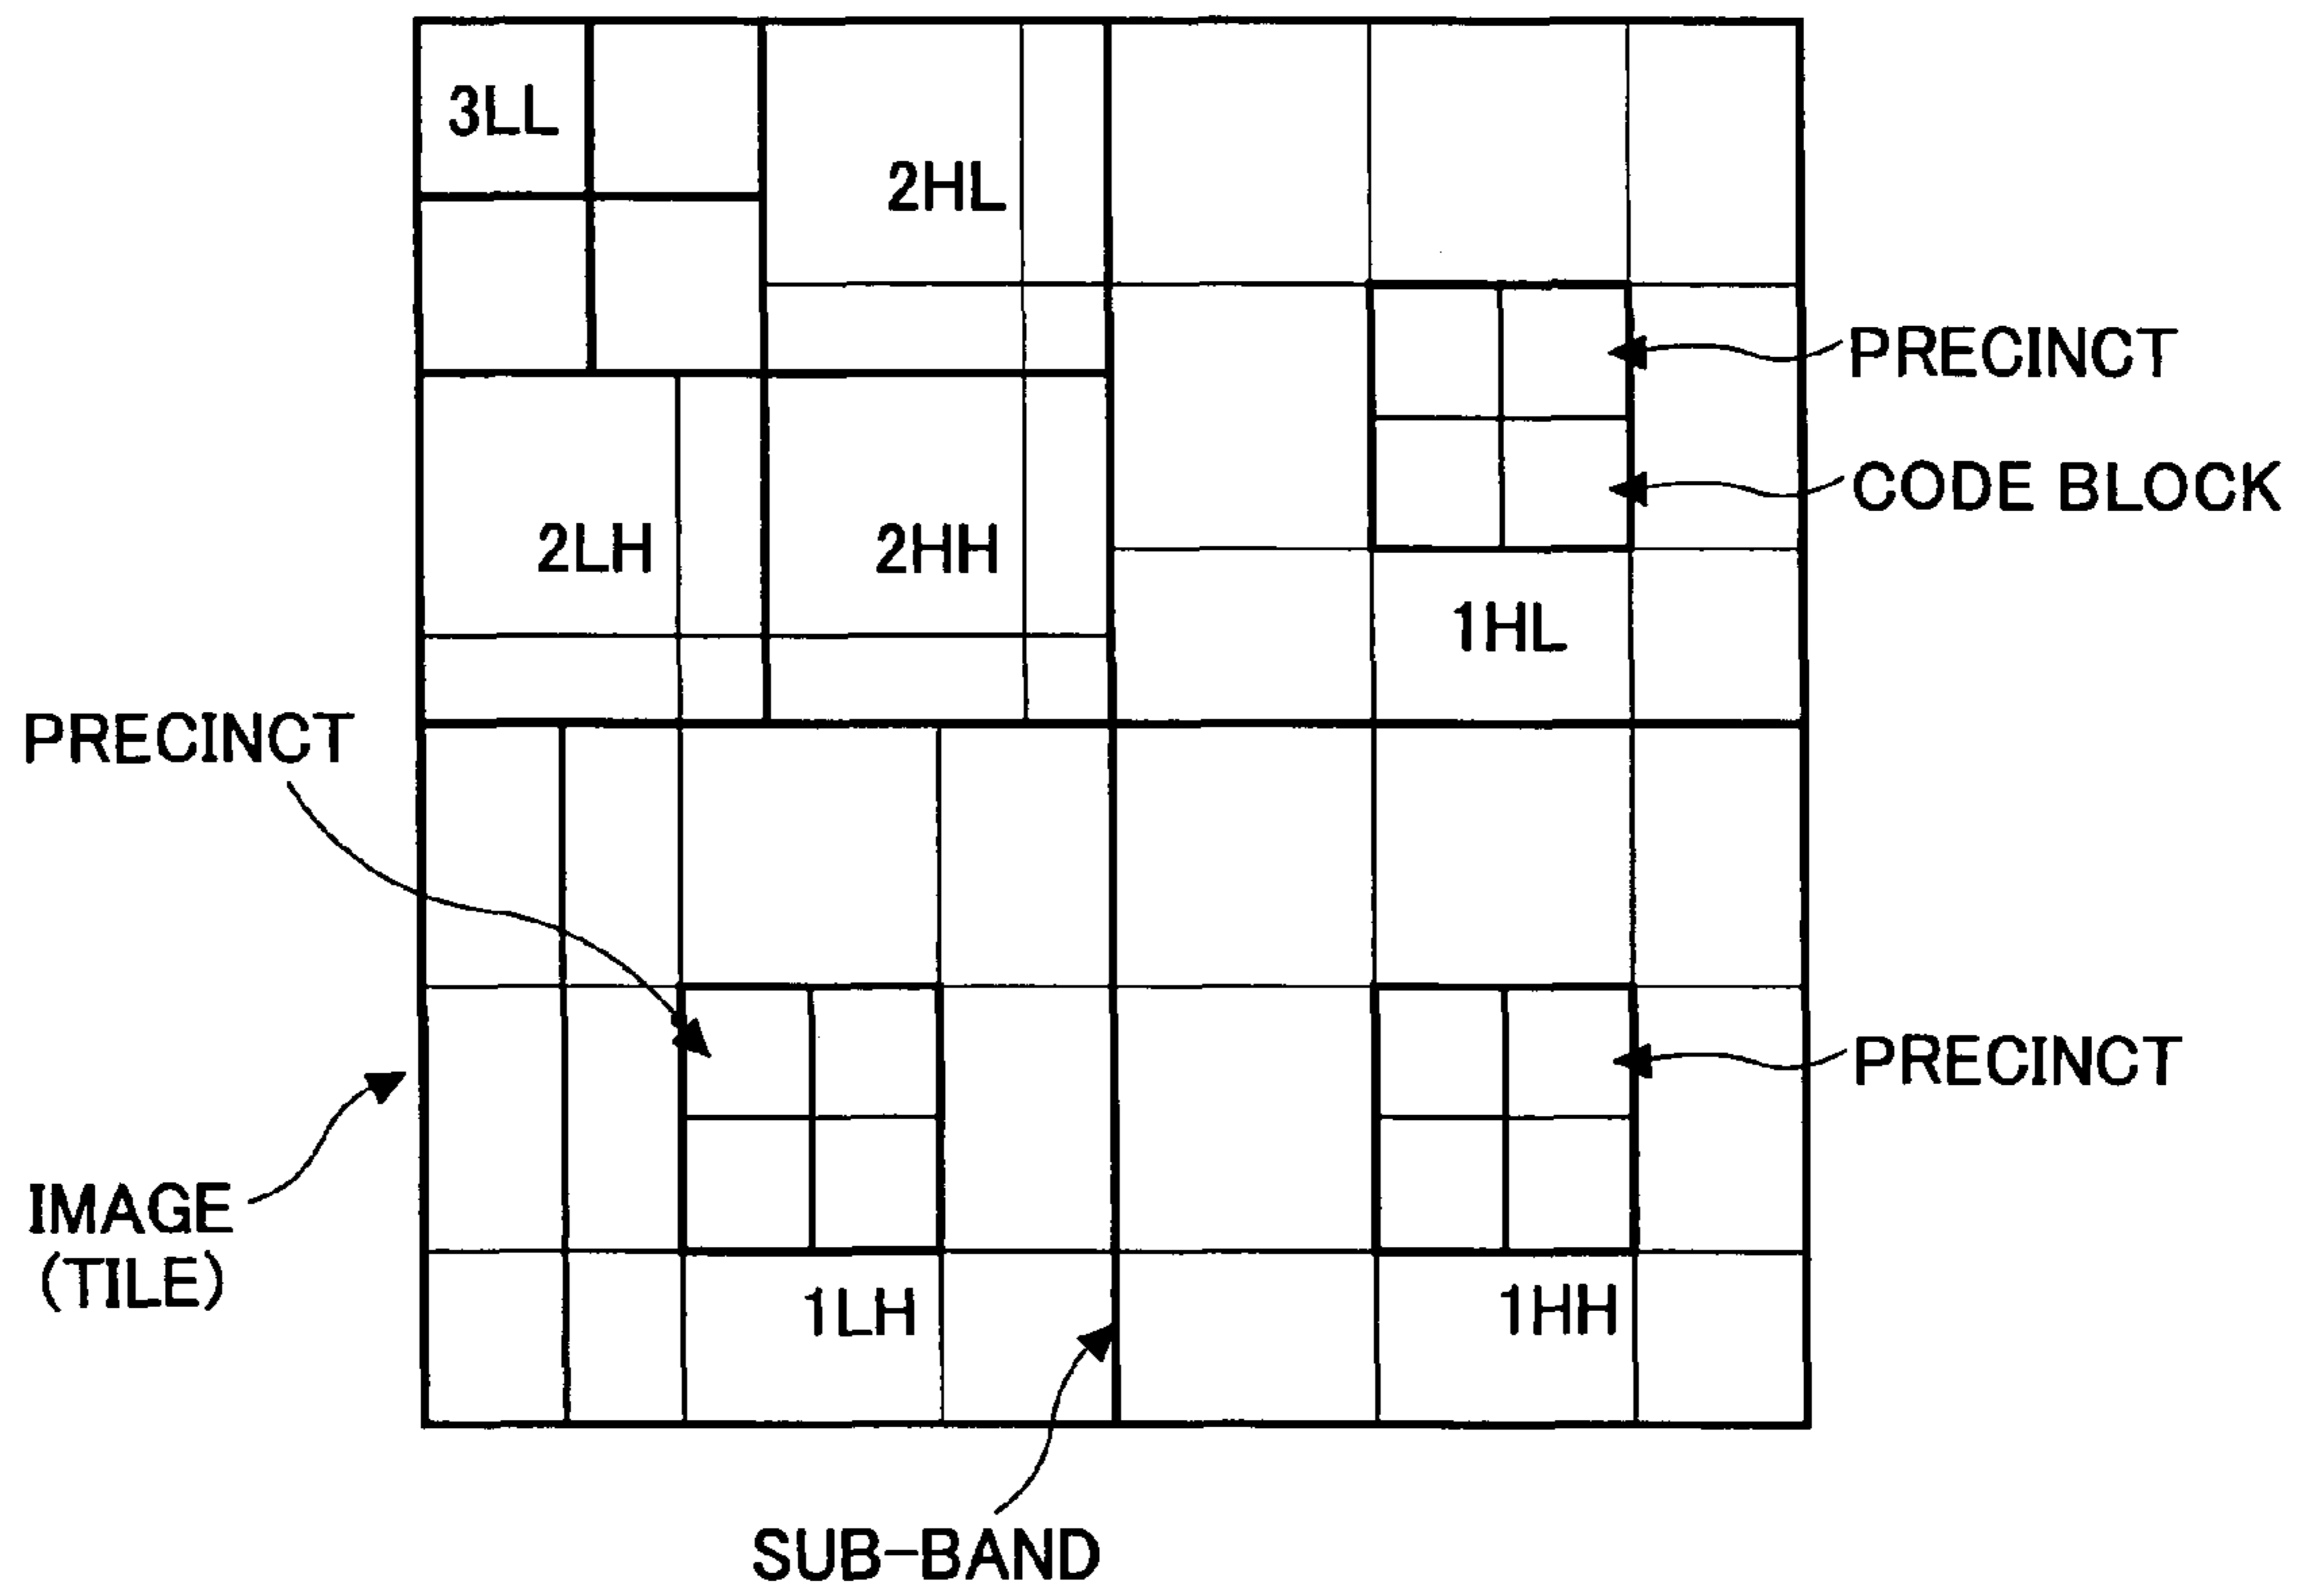 3LL
2HL
PRECINCT
CODE BLOCK
2LH
2HH
1HL
PRECINCT
PRECINCT
IMAGE
(TILE)
1LH
1HH
SUB-BAND